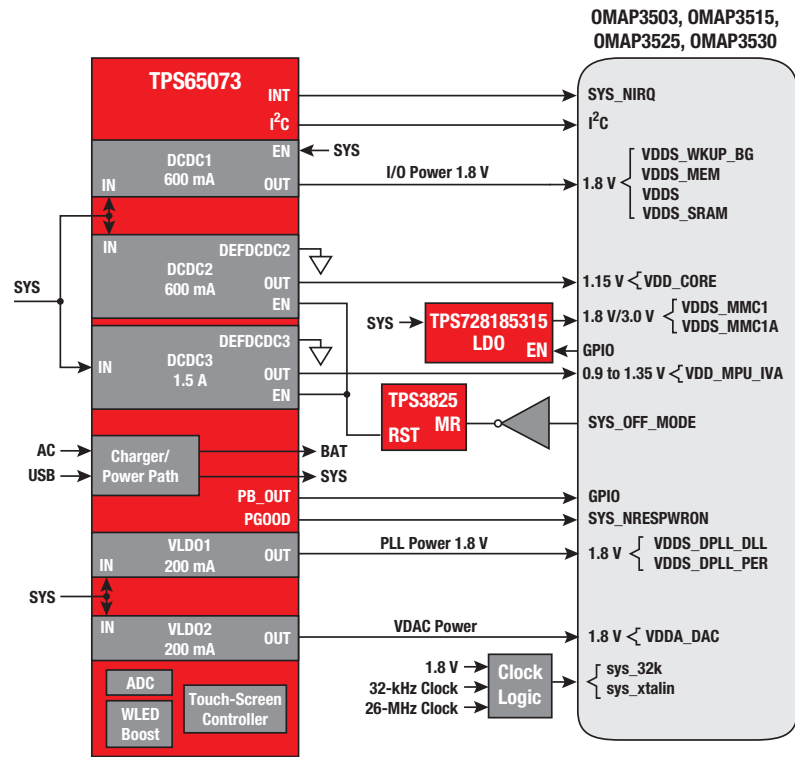 OMAP3503, OMAP3515,
OMAP3525, OMAP3530
TPS65073
INT
SYS_NIRQ
I²C
I²C
DCDC1
600 mA
EN
SYS
IN
OUT
I/O Power 1.8 V
1.8 V
VDDS_WKUP_BG
VDDS_MEM
VDDS
VDDS_SRAM
IN
DEFDCDC2
DCDC2
600 mA
OUT
EN
1.15 V
VDD_CORE
SYS
SYS
TPS728185315
LDO
EN
1.8 V/3.0 V
VDDS_MMC1
VDDS_MMC1A
GPIO
DEFDCDC3
IN
DCDC3
1.5 A
OUT
EN
0.9 to 1.35 V
VDD_MPU_IVA
TPS3825
MR
RST
SYS_OFF_MODE
AC
USB
Charger/
Power Path
BAT
SYS
PB_OUT
GPIO
PGOOD
SYS_NRESPWRON
VLDO1
200 mA
IN
OUT
PLL Power 1.8 V
1.8 V
VDDS_DPLL_DLL
VDDS_DPLL_PER
SYS
IN
VLDO2
200 mA
OUT
VDAC Power
1.8 V
VDDA_DAC
1.8 V
32-kHz Clock
26-MHz Clock
Clock
Logic
sys_32k
sys_xtalin
ADC
WLED
Boost
Touch-Screen
Controller